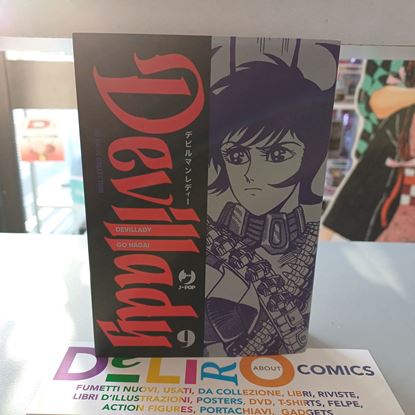 Devillady
デビルマンレディー
DEVILLADY
GO NAGAI
J-POP
9
DELIRO
ABOUT
COMICS
FUMETTI NUOVI, USATI, DA COLLEZIONE, LIBRI, RIVISTE,
LIBRI D'ILLUSTRAZIONI, POSTERS, DVD, T-SHIRTS, FELPE,
ACTION FIGURES, PORTACHIAVI, GADGETS